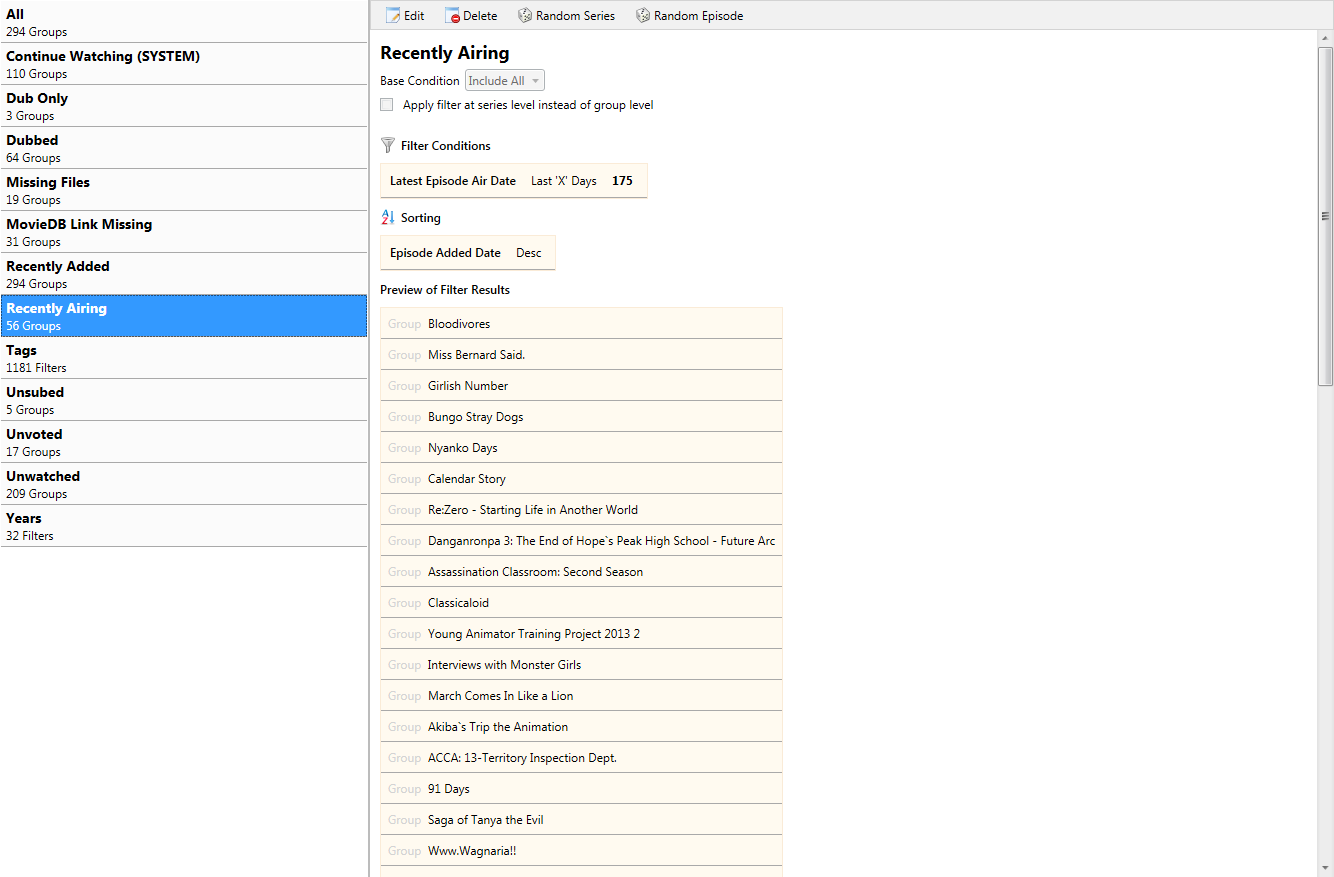 All
294 Groups
Continue Watching (SYSTEM)
110 Groups
Dub Only
3 Groups
Dubbed
64 Groups
Missing Files
19 Groups
MovieDB Link Missing
31 Groups
Recently Added
294 Groups
Recently Airing
56 Groups
Tags
1181 Filters
Unsubed
5 Groups
Unvoted
17 Groups
Unwatched
209 Groups
Years
32 Filters
Edit Delete Random Series Random Episode
Recently Airing
Base Condition Include All
Apply filter at series level instead of group level
Filter Conditions
Latest Episode Air Date Last 'X' Days 175
Sorting
Episode Added Date Desc
Preview of Filter Results
Group Bloodivores
Group Miss Bernard Said.
Group Girlish Number
Group Bungo Stray Dogs
Group Nyanko Days
Group Calendar Story
Group Re:Zero - Starting Life in Another World
Group Danganronpa 3: The End of Hope`s Peak High School - Future Arc
Group Assassination Classroom: Second Season
Group Classicaloid
Group Young Animator Training Project 2013 2
Group Interviews with Monster Girls
Group March Comes In Like a Lion
Group Akiba`s Trip the Animation
Group ACCA: 13-Territory Inspection Dept.
Group 91 Days
Group Saga of Tanya the Evil
Group Www.Wagnaria!!